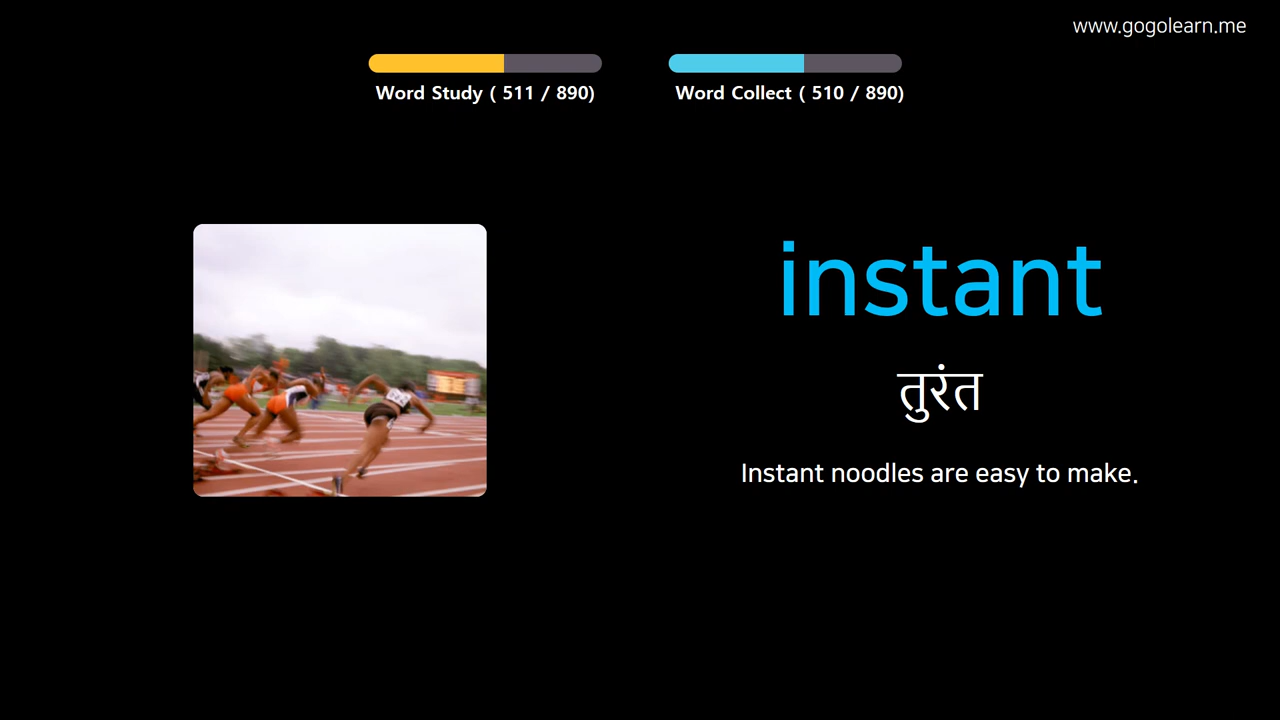 www.gogolearn.me
Word Study ( 511 / 890)
Word Collect ( 510 / 890)
instant
तुरंत
Instant noodles are easy to make.